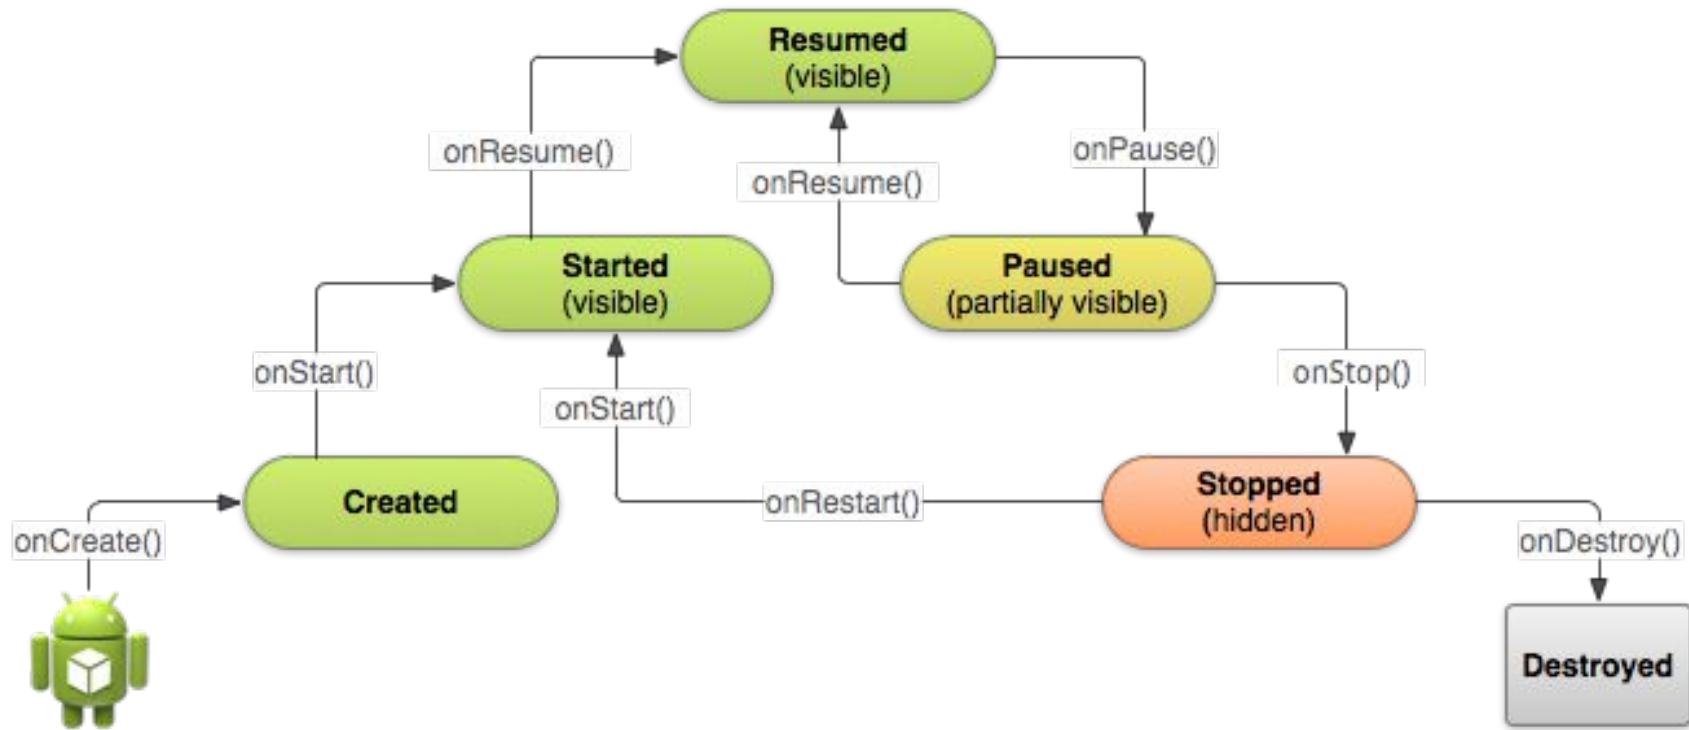 Resumed
(visible)
onResume()
onPause()
onResume()
Started
(visible)
Paused
(partially visible)
onStart()
onStop()
onStart()
Created
onRestart()
Stopped
(hidden)
onCreate()
onDestroy()
Destroyed